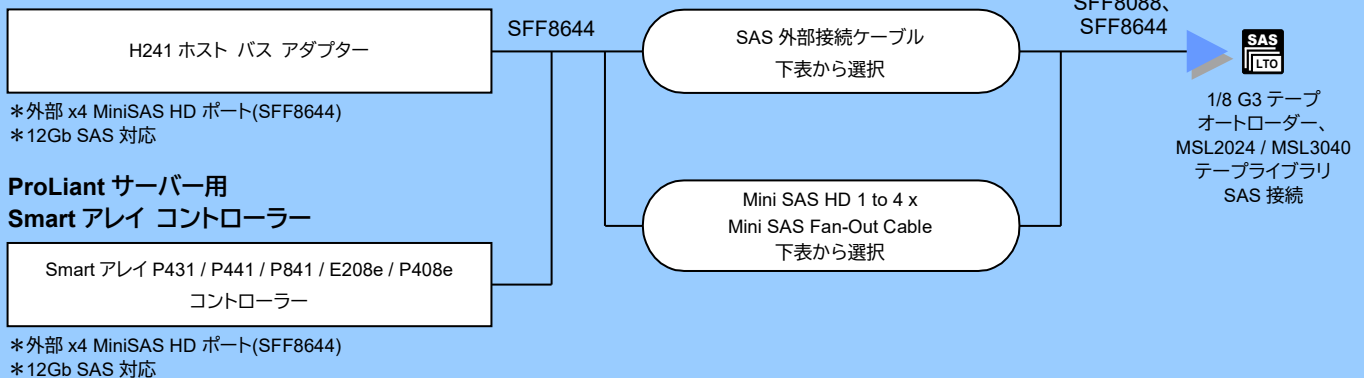 H241 ホスト バス アダプター
＊外部 x4 MiniSAS HD ポート(SFF8644)
＊12Gb SAS 対応
ProLiant サーバー用
Smart アレイ コントローラー
Smart アレイ P431 / P441 / P841 / E208e / P408e
コントローラー
＊外部 x4 MiniSAS HD ポート(SFF8644)
＊12Gb SAS 対応
SFF8644
SAS 外部接続ケーブル
下表から選択
Mini SAS HD 1 to 4 x
Mini SAS Fan-Out Cable
下表から選択
SFF8088、
SFF8644
SAS
LTO
1/8 G3 テープ
オートローダー、
MSL2024 / MSL3040
テープライブラリ
SAS 接続